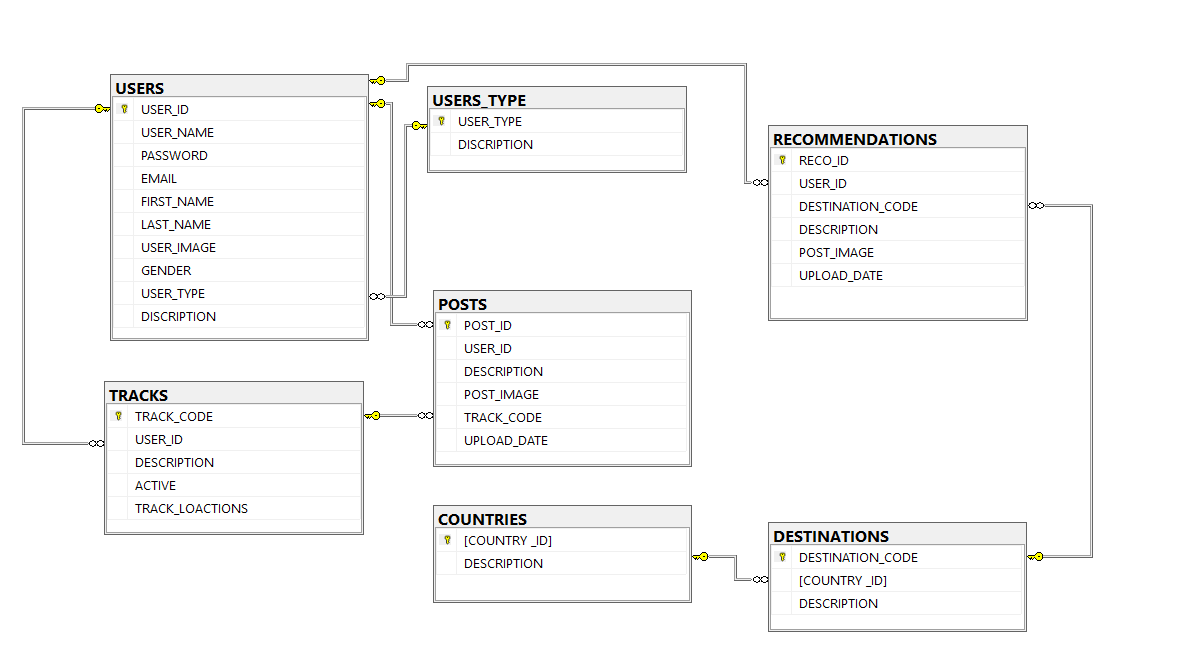 USERS
USER_ID
USER_NAME
PASSWORD
EMAIL
FIRST_NAME
LAST_NAME
USER_IMAGE
GENDER
USER_TYPE
DISCRIPTION
USERS_TYPE
USER_TYPE
DISCRIPTION
RECOMMENDATIONS
RECO_ID
USER_ID
DESTINATION_CODE
DESCRIPTION
POST_IMAGE
UPLOAD_DATE
POSTS
POST_ID
USER_ID
DESCRIPTION
POST_IMAGE
TRACK_CODE
UPLOAD_DATE
TRACKS
TRACK_CODE
USER_ID
DESCRIPTION
ACTIVE
TRACK_LOACTIONS
COUNTRIES
[COUNTRY _ID]
DESCRIPTION
DESTINATIONS
DESTINATION_CODE
[COUNTRY _ID]
DESCRIPTION